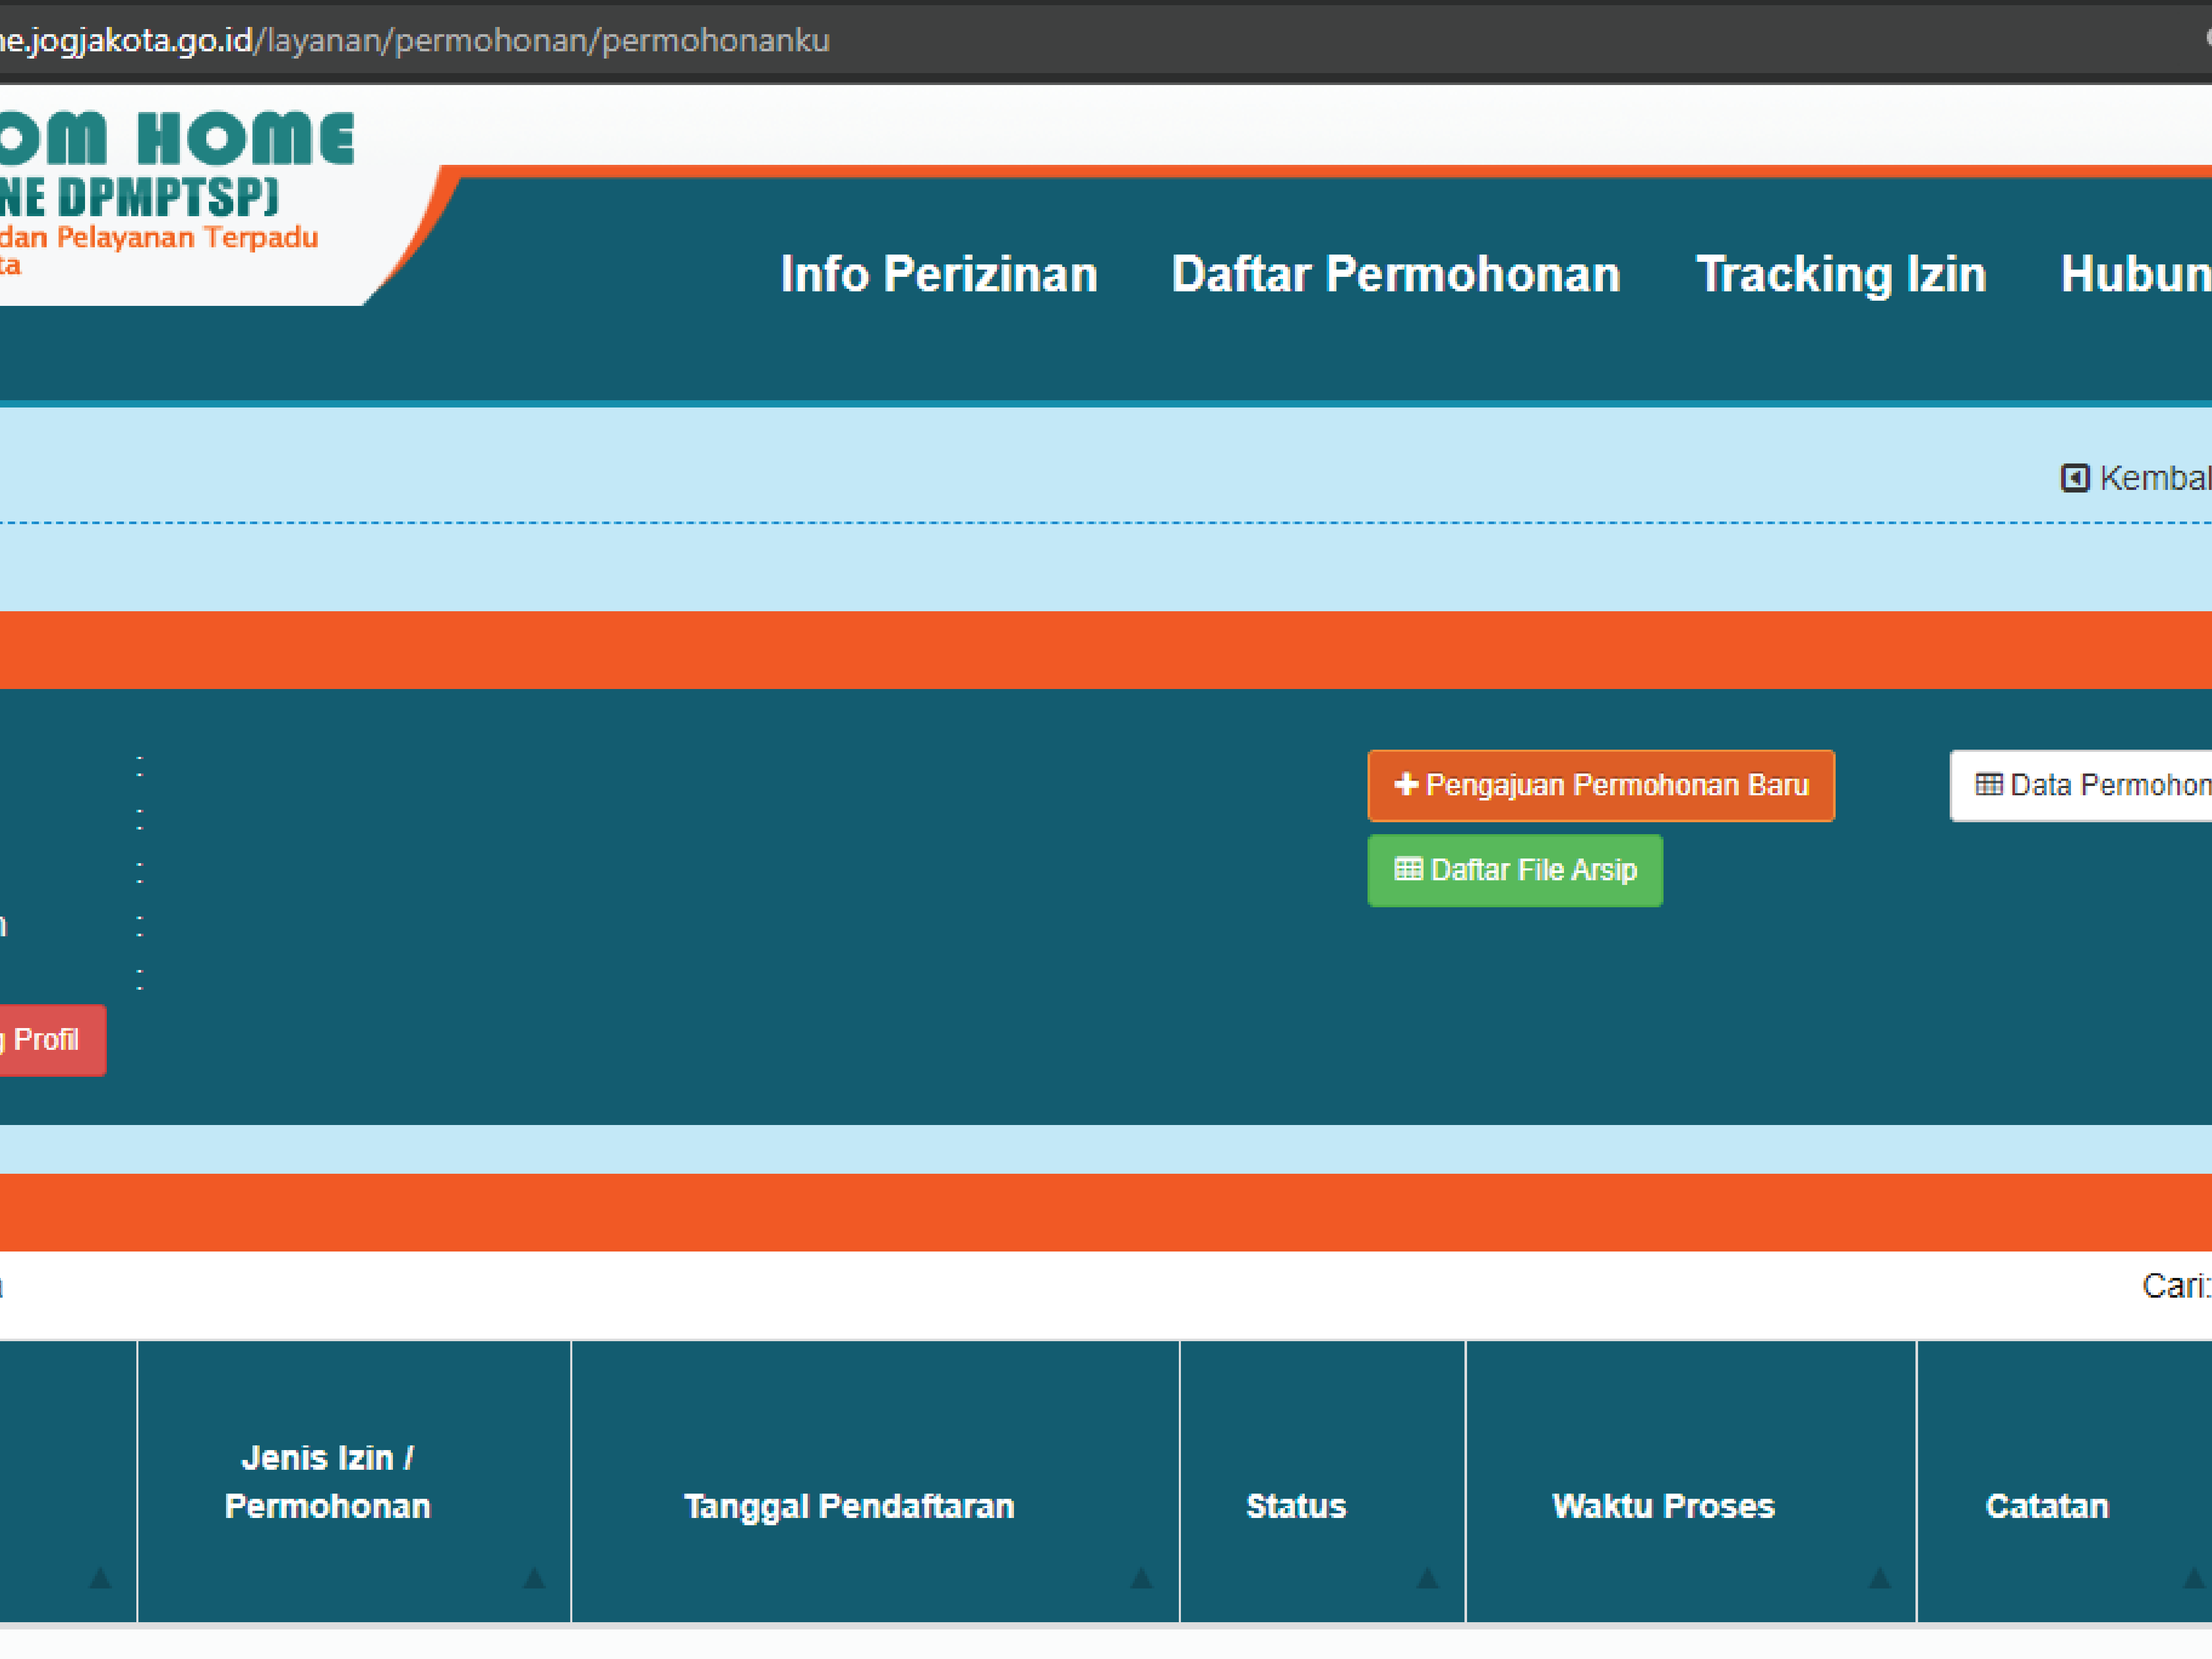 ne.jogjakota.go.id/layanan/permohonan/permohonanku
OM HOME
NE DPMPTSP)
dan Pelayanan Terpadu
ta
Info Perizinan Daftar Permohonan Tracking Izin Hubun
Kembal
:
:
:
:
:
+ Pengajuan Permohonan Baru
Data Permohon
Daftar File Arsip
g Profil
Cari:
Jenis Izin /
Permohonan
Tanggal Pendaftaran
Status
Waktu Proses
Catatan